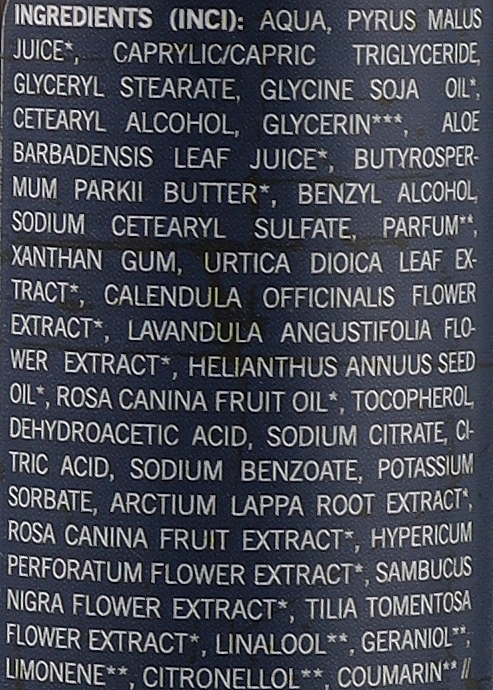 INGREDIENTS (INCI): AQUA, PYRUS MALUS
JUICE*, CAPRYLIC/CAPRIC TRIGLYCERIDE,
GLYCERYL STEARATE, GLYCINE SOJA OIL*,
CETEARYL ALCOHOL, GLYCERIN***, ALOE
BARBADENSIS LEAF JUICE*, BUTYROSPER-
MUM PARKII BUTTER*, BENZYL ALCOHOL,
SODIUM CETEARYL SULFATE, PARFUM**,
XANTHAN GUM, URTICA DIOICA LEAF EX-
TRACT*, CALENDULA OFFICINALIS FLOWER
EXTRACT*, LAVANDULA ANGUSTIFOLIA FLO-
WER EXTRACT*, HELIANTHUS ANNUUS SEED
OIL*, ROSA CANINA FRUIT OIL*, TOCOPHEROL,
DEHYDROACETIC ACID, SODIUM CITRATE, CI-
TRIC ACID, SODIUM BENZOATE, POTASSIUM
SORBATE, ARCTIUM LAPPA ROOT EXTRACT*,
ROSA CANINA FRUIT EXTRACT*, HYPERICUM
PERFORATUM FLOWER EXTRACT*, SAMBUCUS
NIGRA FLOWER EXTRACT*, TILIA TOMENTOSA
FLOWER EXTRACT*, LINALOOL**, GERANIOL**,
LIMONENE**, CITRONELLOL**, COUMARIN** //